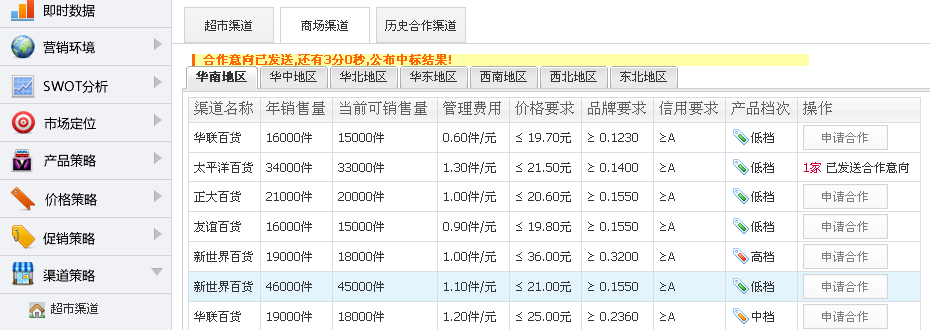 即时数据
营销环境
SWOT分析
市场定位
产品策略
价格策略
促销策略
渠道策略
超市渠道
超市渠道 商场渠道 历史合作渠道
合作意向已发送,还有3分0秒,公布中标结果!
华南地区 华中地区 华北地区 华东地区 西南地区 西北地区 东北地区
渠道名称 年销售量 当前可销售量 管理费用 价格要求 品牌要求 信用要求 产品档次 操作
华联百货 16000件 15000件 0.60件/元 ≤ 19.70元 ≥ 0.1230 ≥A 低档 申请合作
太平洋百货 34000件 33000件 1.30件/元 ≤ 21.50元 ≥ 0.1400 ≥A 低档 1家 已发送合作意向
正大百货 21000件 20000件 1.00件/元 ≤ 20.60元 ≥ 0.1550 ≥A 低档 申请合作
友谊百货 16000件 15000件 0.90件/元 ≤ 19.80元 ≥ 0.1550 ≥A 低档 申请合作
新世界百货 19000件 18000件 1.00件/元 ≤ 36.00元 ≥ 0.3200 ≥A 高档 申请合作
新世界百货 46000件 45000件 1.10件/元 ≤ 21.00元 ≥ 0.1550 ≥A 低档 申请合作
华联百货 19000件 18000件 1.20件/元 ≤ 25.00元 ≥ 0.2360 ≥A 中档 申请合作